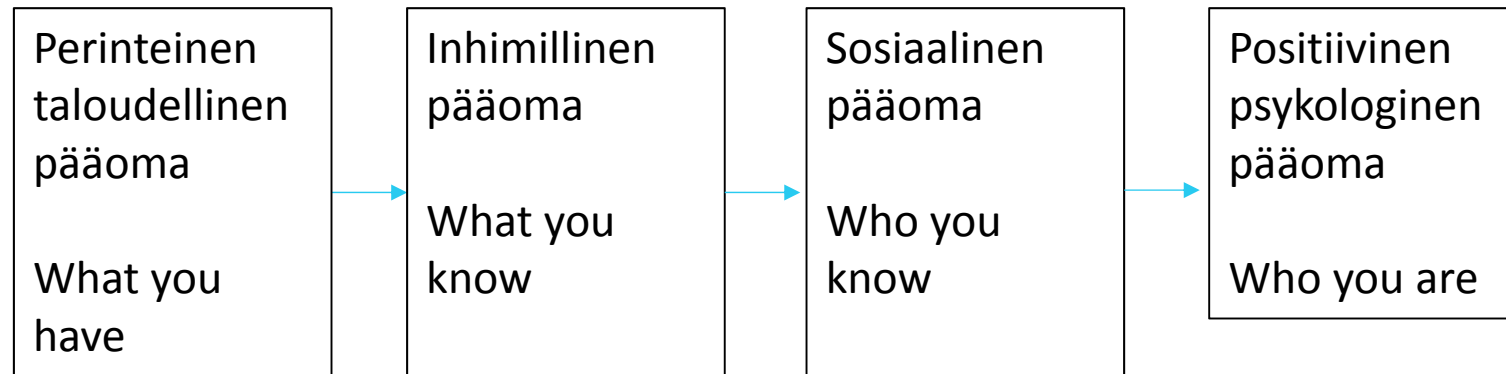 Perinteinen
taloudellinen
pääoma
What you
have
Inhimillinen
pääoma
What you
know
Sosiaalinen
pääoma
Who you
know
Positiivinen
psykologinen
pääoma
Who you are